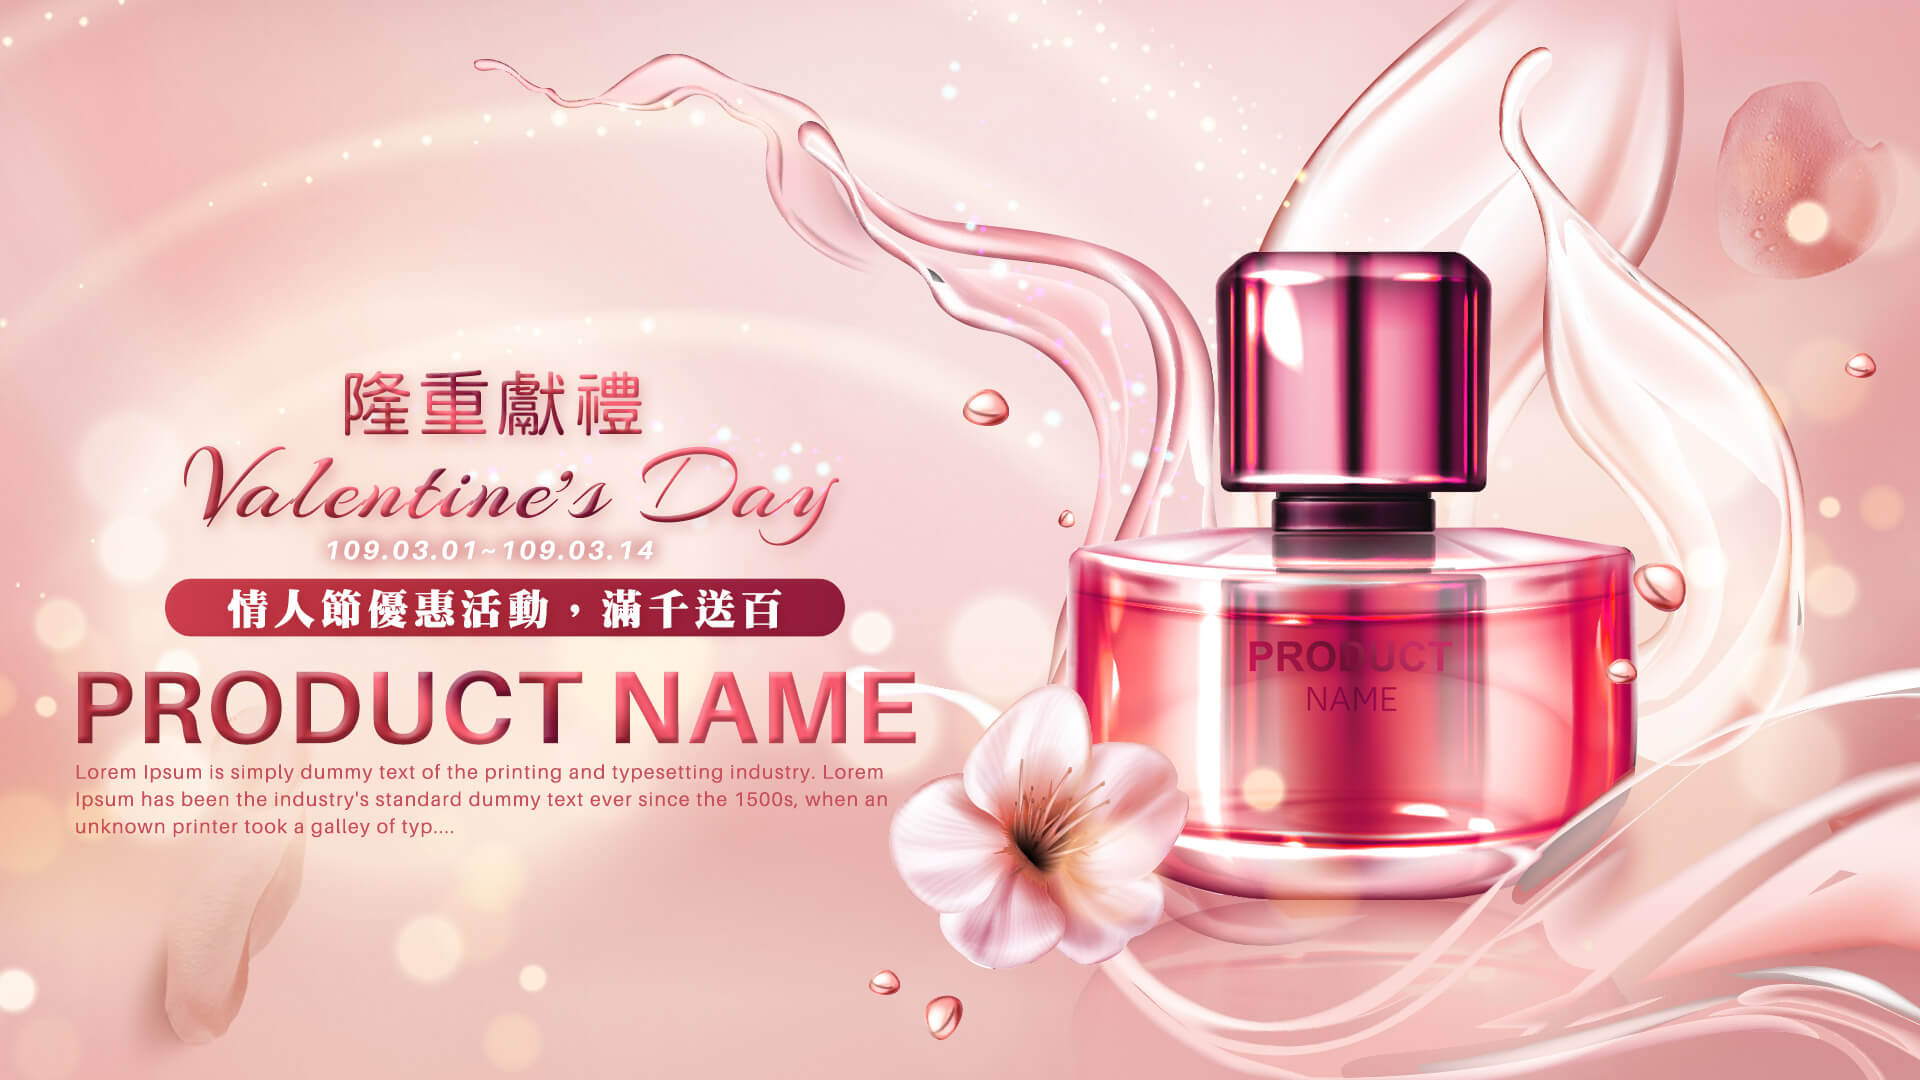 隆重獻禮
Valentine's Day
109.03.01~109.03.14
情人節優惠活動，滿千送百
PRODUCT NAME
Lorem Ipsum is simply dummy text of the printing and typesetting industry. Lorem
Ipsum has been the industry's standard dummy text ever since the 1500s, when an
unknown printer took a galley of typ....
PRODUCT
NAME